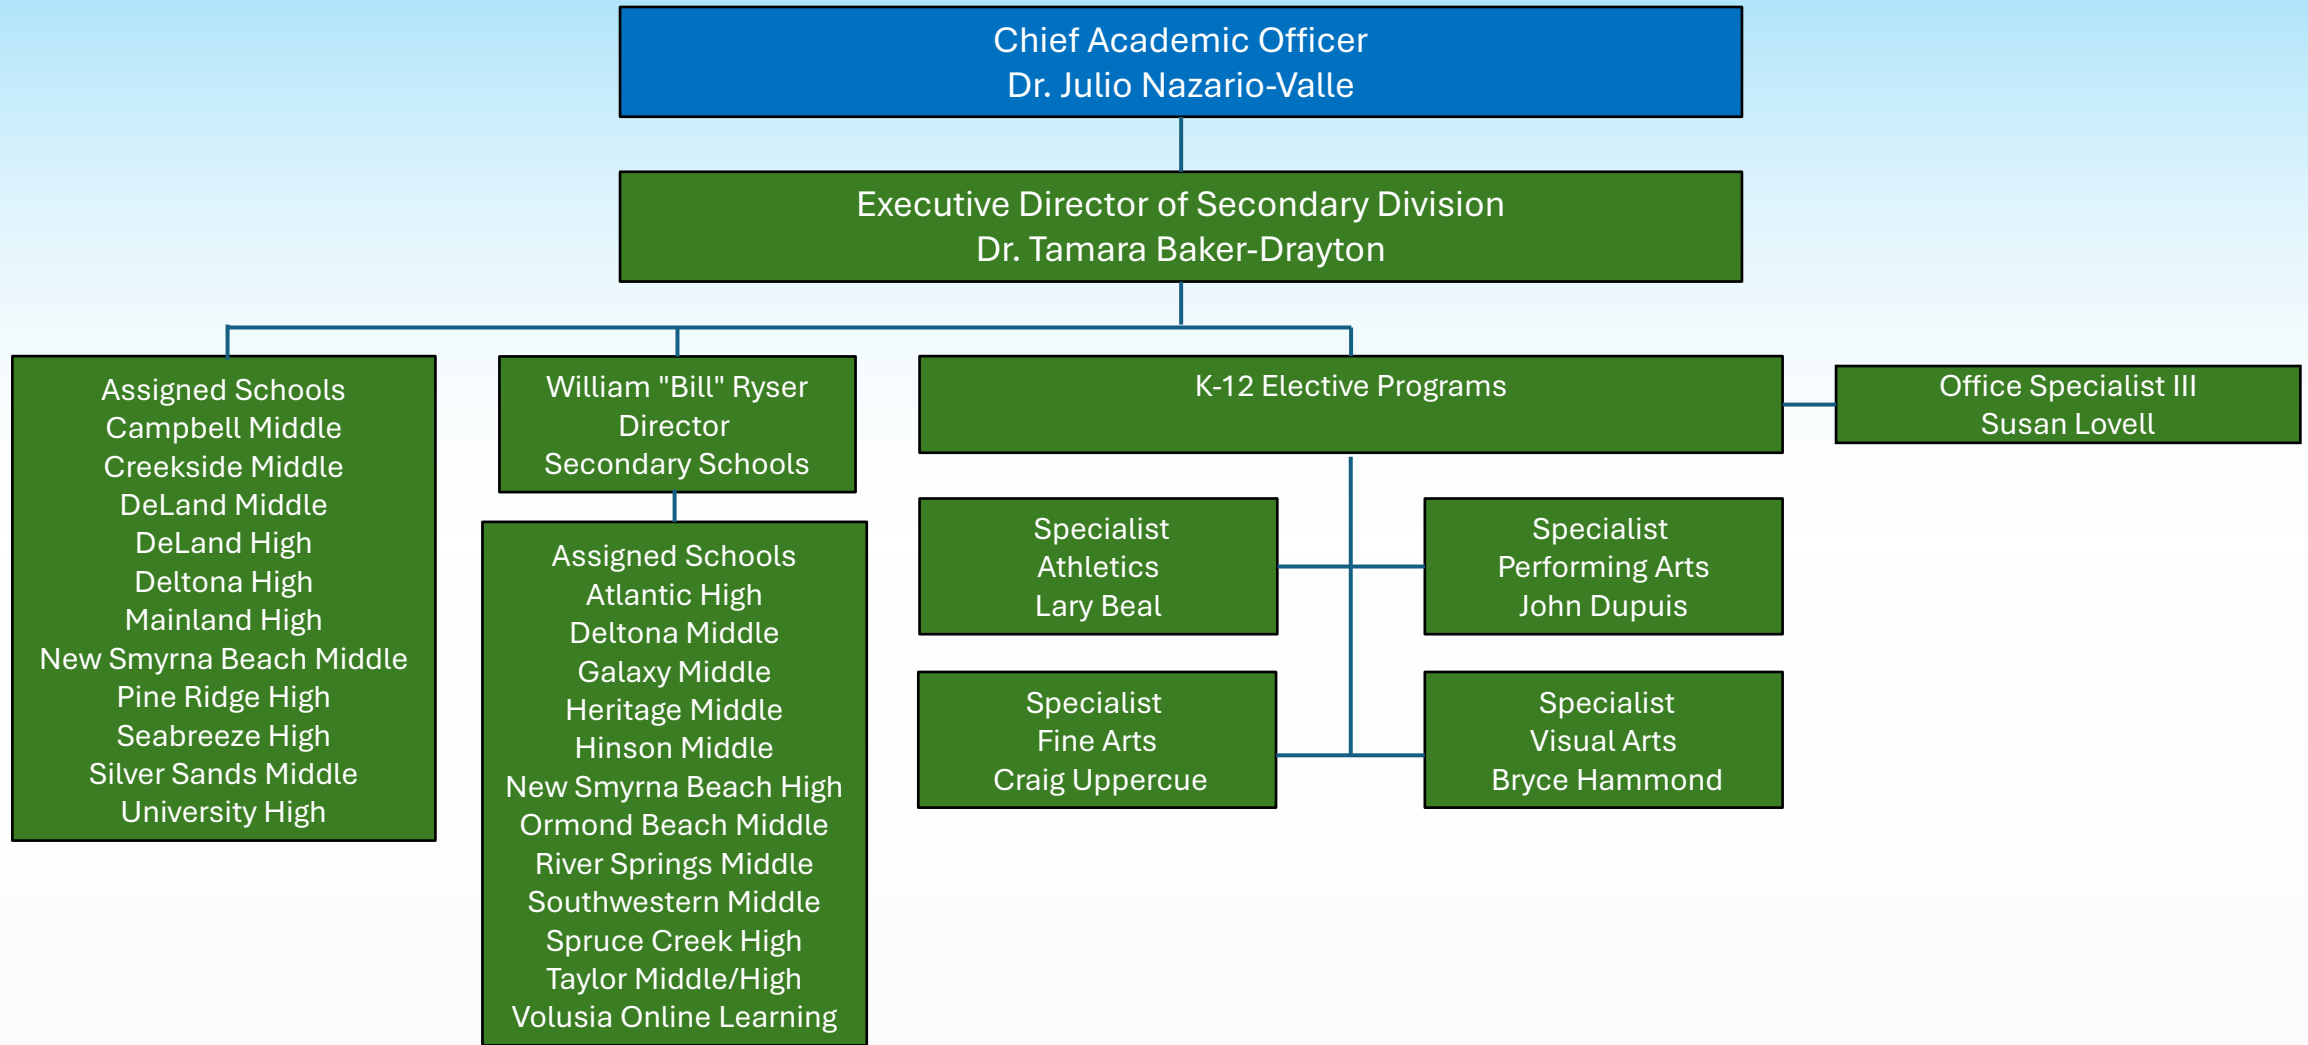 Chief Academic Officer
Dr. Julio Nazario-Valle
Executive Director of Secondary Division
Dr. Tamara Baker-Drayton
Assigned Schools
Campbell Middle
Creekside Middle
DeLand Middle
DeLand High
Deltona High
Mainland High
New Smyrna Beach Middle
Pine Ridge High
Seabreeze High
Silver Sands Middle
University High
William "Bill" Ryser
Director
Secondary Schools
Assigned Schools
Atlantic High
Deltona Middle
Galaxy Middle
Heritage Middle
Hinson Middle
New Smyrna Beach High
Ormond Beach Middle
River Springs Middle
Southwestern Middle
Spruce Creek High
Taylor Middle/High
Volusia Online Learning
K-12 Elective Programs
Office Specialist III
Susan Lovell
Specialist
Athletics
Lary Beal
Specialist
Performing Arts
John Dupuis
Specialist
Fine Arts
Craig Uppercue
Specialist
Visual Arts
Bryce Hammond